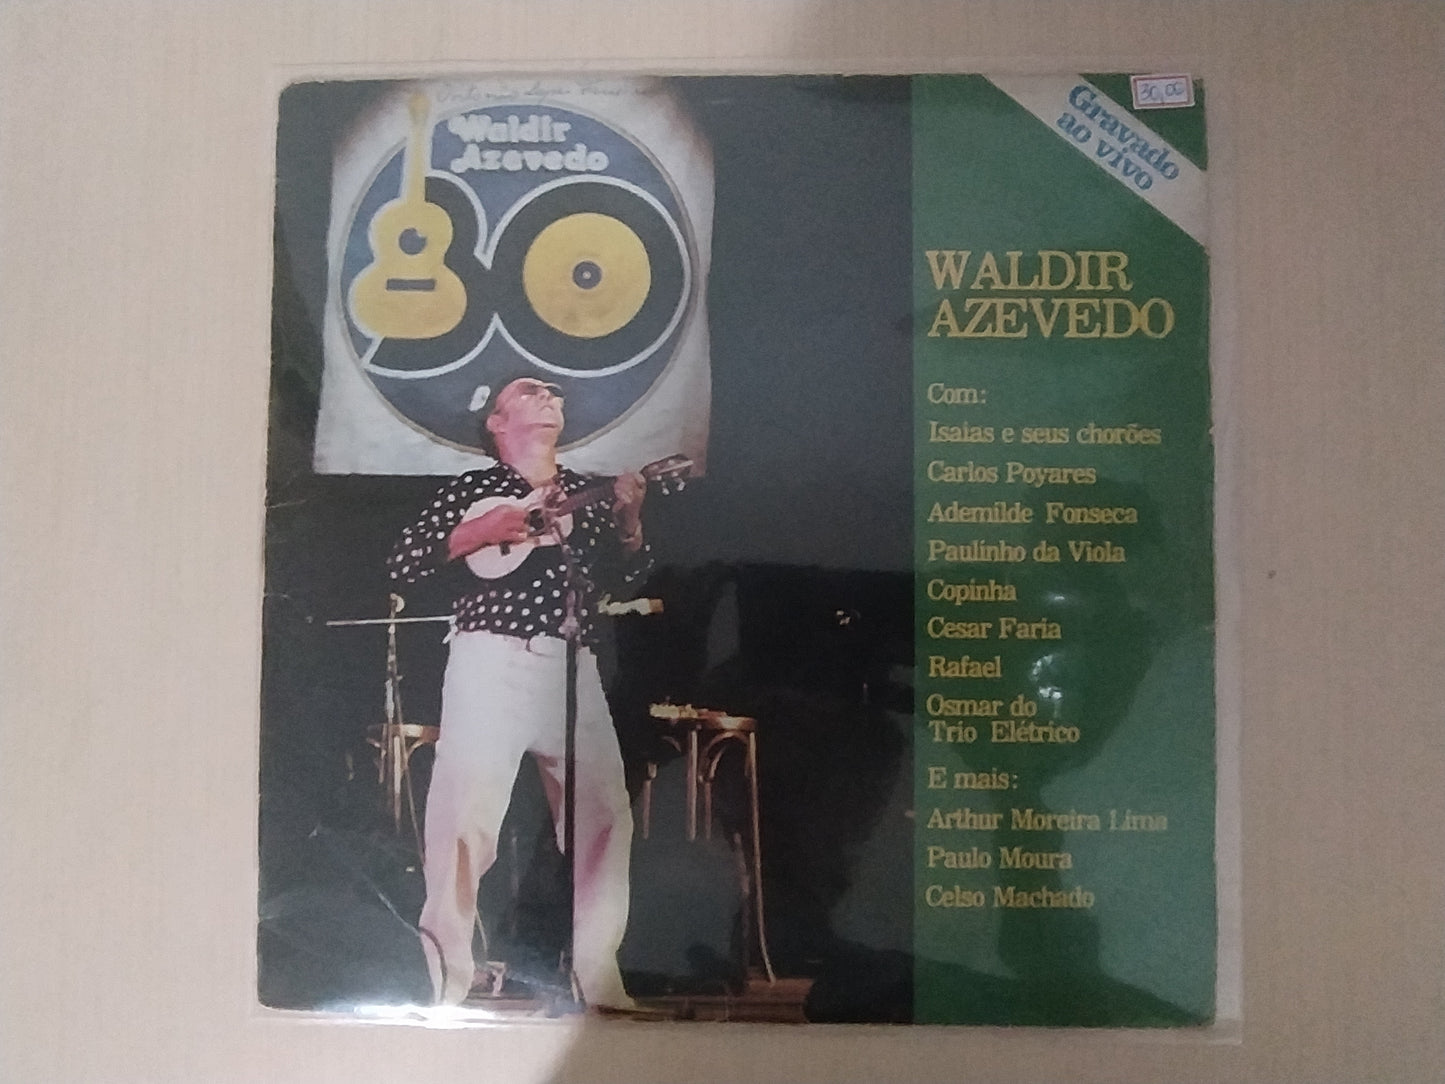 Waldir
Azevedo
30,00
Gravado
ao vivo
WALDIR
AZEVEDO
Com:
Isaias e seus chorões
Carlos Poyares
Ademilde Fonseca
Paulinho da Viola
Copinha
Cesar Faria
Rafael
Osmar do
Trio Elétrico
E mais:
Arthur Moreira Lima
Paulo Moura
Celso Machado